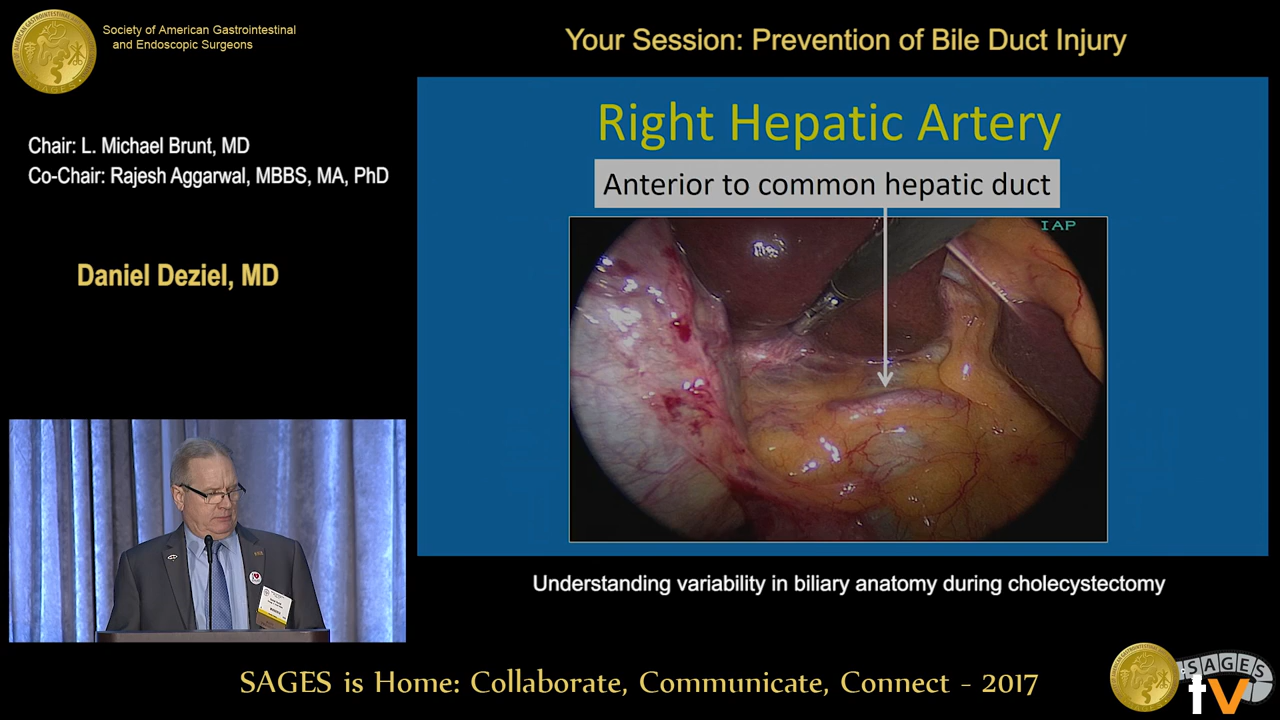 Society of American Gastrointestinal
and Endoscopic Surgeons
Your Session: Prevention of Bile Duct Injury
Chair: L. Michael Brunt, MD
Co-Chair: Rajesh Aggarwal, MBBS, MA, PhD
Daniel Deziel, MD
Right Hepatic Artery
Anterior to common hepatic duct
IAP
Understanding variability in biliary anatomy during cholecystectomy
SAGES is Home: Collaborate, Communicate, Connect - 2017
SAGES
tv